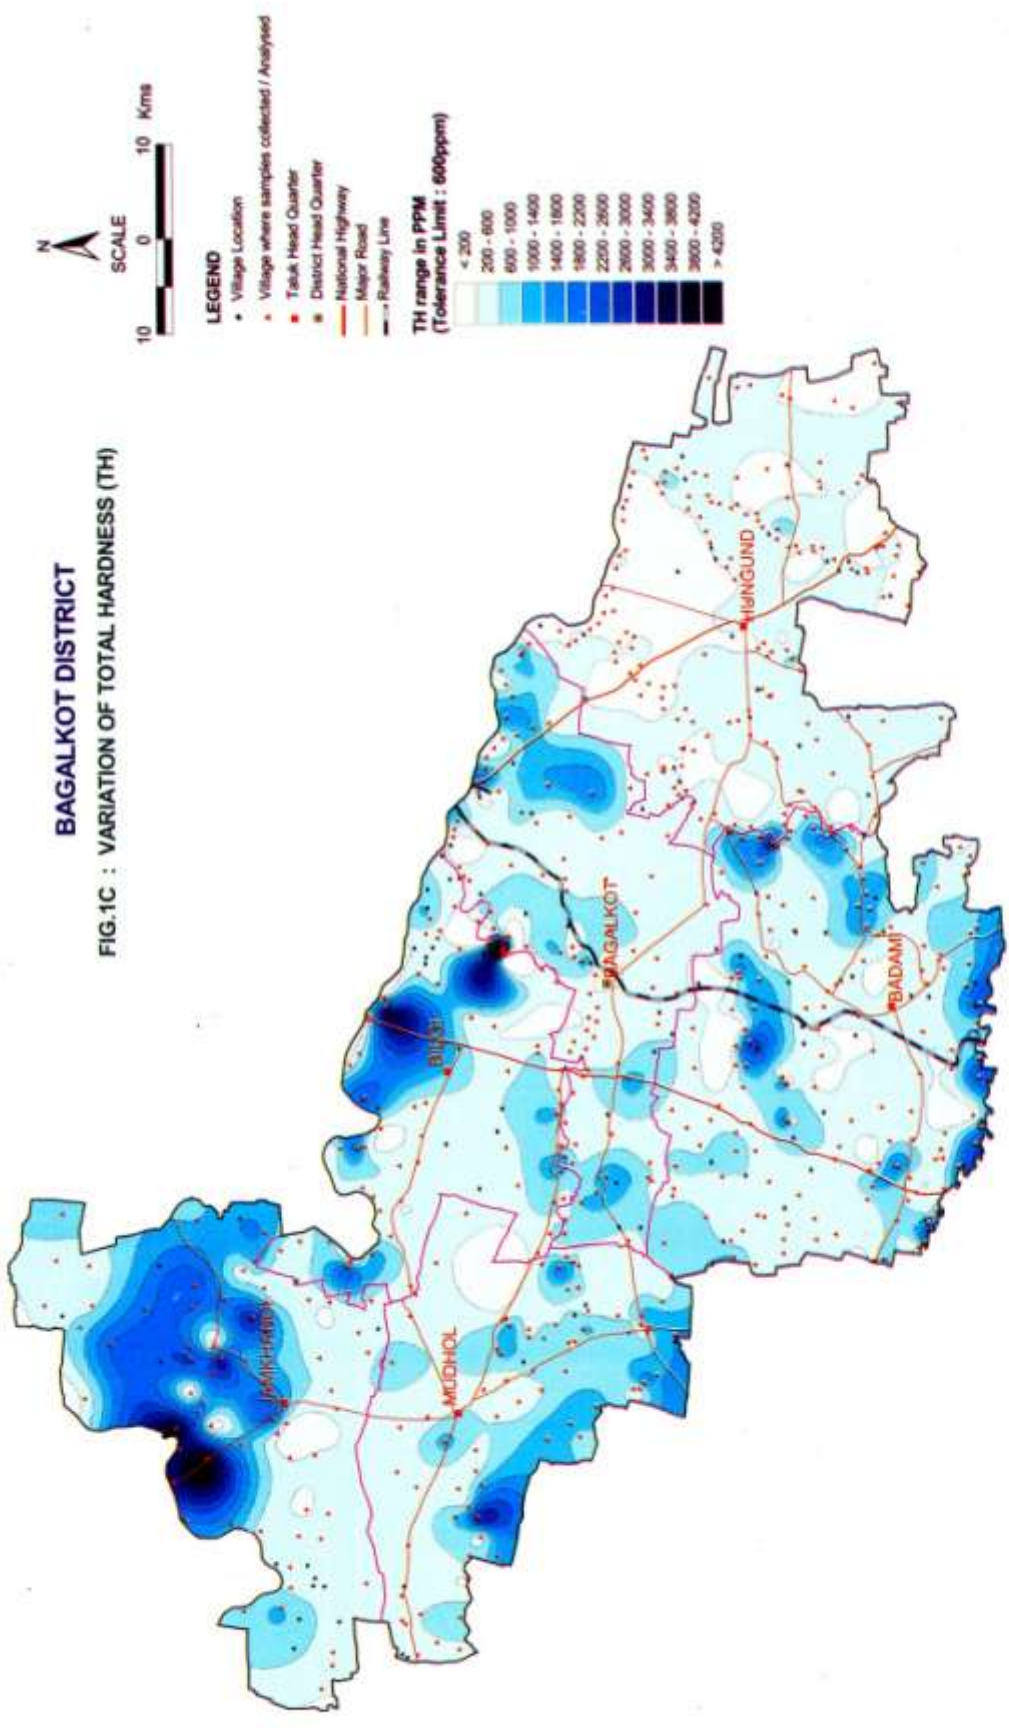 BAGALKOT DISTRICT
FIG.1C : VARIATION OF TOTAL HARDNESS (TH)
N
SCALE
10 0 10 Kms
LEGEND
Village Location
Village where samples collected / Analysed
Taluk Head Quarter
District Head Quarter
National Highway
Major Road
Railway Line
TH range in PPM
(Tolerance Limit : 600ppm)
< 200
200 - 600
600 - 1000
1000 - 1400
1400 - 1800
1800 - 2200
2200 - 2600
2600 - 3000
3000 - 3400
3400 - 3800
3800 - 4200
> 4200
JAMKHANDI
MUDHOL
BILGI
BAGALKOT
BADAMI
HUNGUND